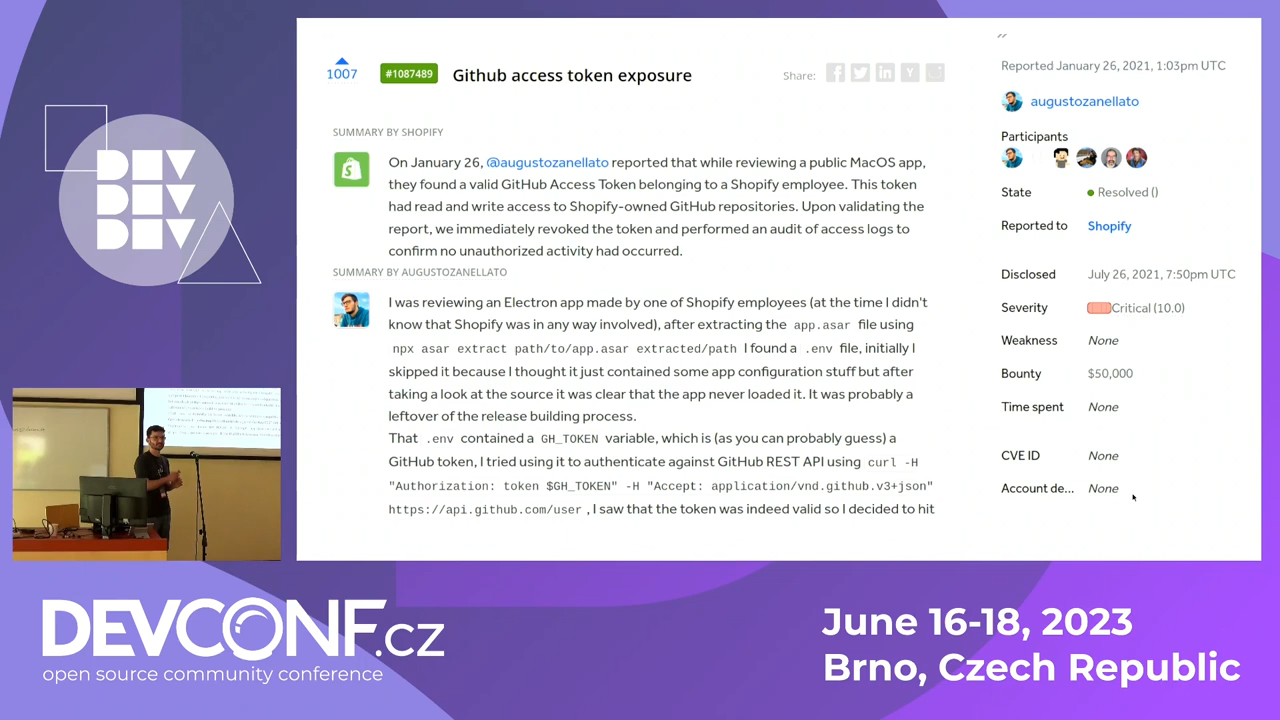 DEV
DEV
DEV
1007
#1087489
Github access token exposure
Share:
SUMMARY BY SHOPIFY
On January 26, @augustozanellato reported that while reviewing a public MacOS app,
they found a valid GitHub Access Token belonging to a Shopify employee. This token
had read and write access to Shopify-owned GitHub repositories. Upon validating the
report, we immediately revoked the token and performed an audit of access logs to
confirm no unauthorized activity had occurred.
SUMMARY BY AUGUSTOZANELLATO
I was reviewing an Electron app made by one of Shopify employees (at the time I didn't
know that Shopify was in any way involved), after extracting the app.asar file using
npx asar extract path/to/app.asar extracted/path I found a .env file, initially I
skipped it because I thought it just contained some app configuration stuff but after
taking a look at the source it was clear that the app never loaded it. It was probably a
leftover of the release building process.
That .env contained a GH_TOKEN variable, which is (as you can probably guess) a
GitHub token, I tried using it to authenticate against GitHub REST API using curl -H
"Authorization: token $GH_TOKEN" -H "Accept: application/vnd.github.v3+json"
https://api.github.com/user , I saw that the token was indeed valid so I decided to hit
Reported January 26, 2021, 1:03pm UTC
augustozanellato
Participants
State Resolved ()
Reported to Shopify
Disclosed July 26, 2021, 7:50pm UTC
Severity Critical (10.0)
Weakness None
Bounty $50,000
Time spent None
CVE ID None
Account de... None
DEVCONF.cz
open source community conference
June 16-18, 2023
Brno, Czech Republic